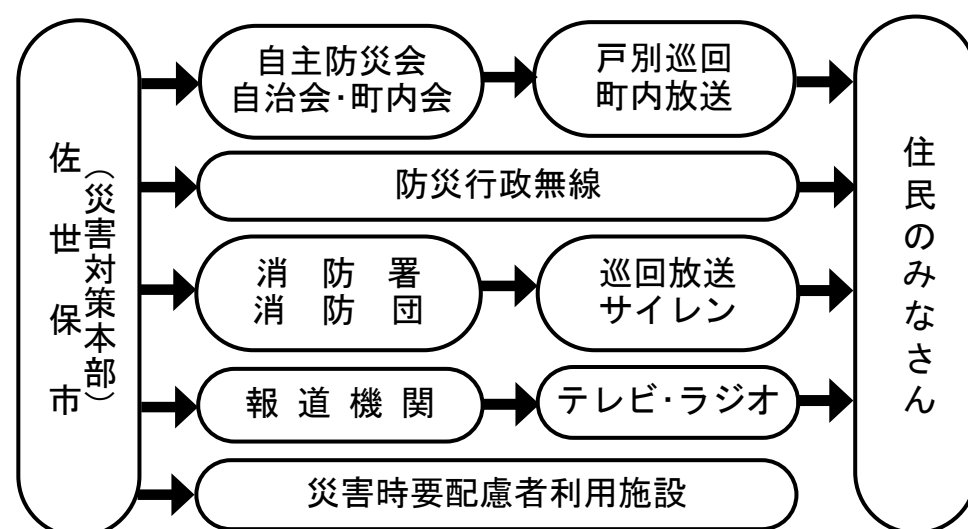 佐世保市
（災害対策本部）
自主防災会
自治会・町内会
戸別巡回
町内放送
防災行政無線
消防署
消防団
巡回放送
サイレン
報道機関
テレビ・ラジオ
災害時要配慮者利用施設
住民のみなさん